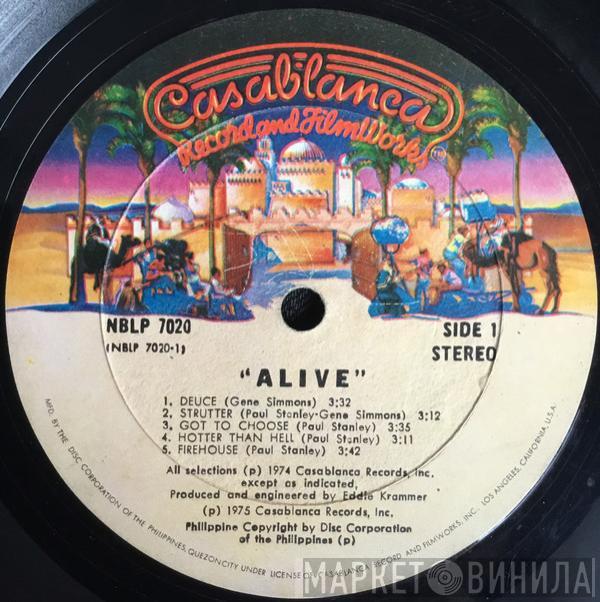 Casablanca
Record and FilmWorks
TM
NBLP 7020
(NBLP 7020-1)
SIDE 1
STEREO
"ALIVE"
1. DEUCE (Gene Simmons) 3:32
2. STRUTTER (Paul Stanley-Gene Simmons) 3:12
3. GOT TO CHOOSE (Paul Stanley) 3:35
4. HOTTER THAN HELL (Paul Stanley) 3:11
5. FIREHOUSE (Paul Stanley) 3:42
All selections (p) 1974 Casablanca Records, Inc.
except as indicated,
Produced and engineered by Eddie Krammer
(p) 1975 Casablanca Records, Inc.
Philippine Copyright by Disc Corporation
of the Philippines (p)
MFD. BY THE DISC CORPORATION OF THE PHILIPPINES, QUEZON CITY UNDER LICENSE OF CASABLANCA RECORD AND FILMWORKS, INC. LOS ANGELES, CALIFORNIA, U.S.A.
МАРКЕТ ВИНИЛА